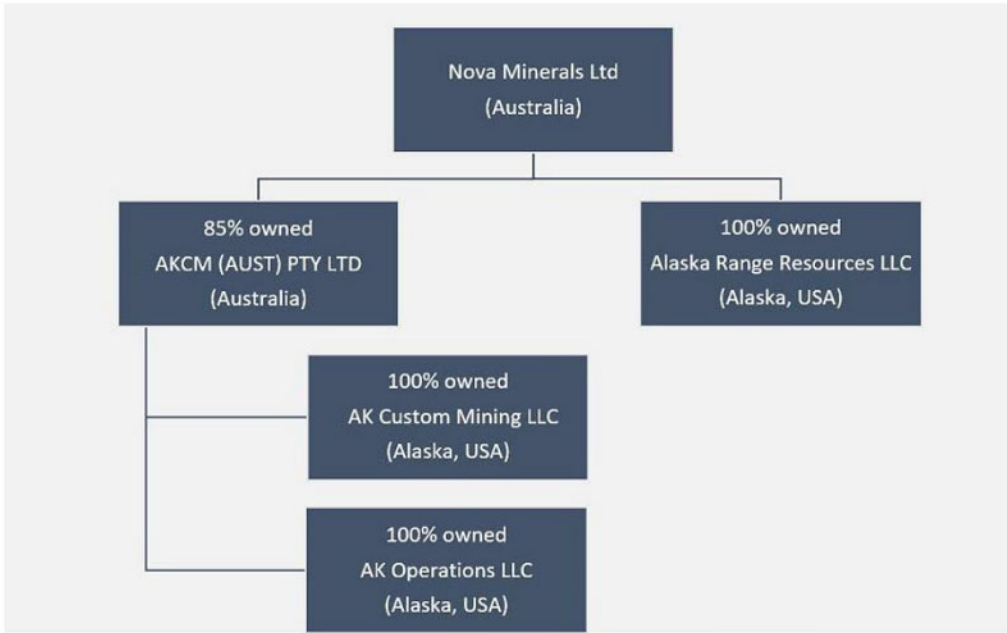 Nova Minerals Ltd
(Australia)
85% owned
AKCM (AUST) PTY LTD
(Australia)
100% owned
Alaska Range Resources LLC
(Alaska, USA)
100% owned
AK Custom Mining LLC
(Alaska, USA)
100% owned
AK Operations LLC
(Alaska, USA)